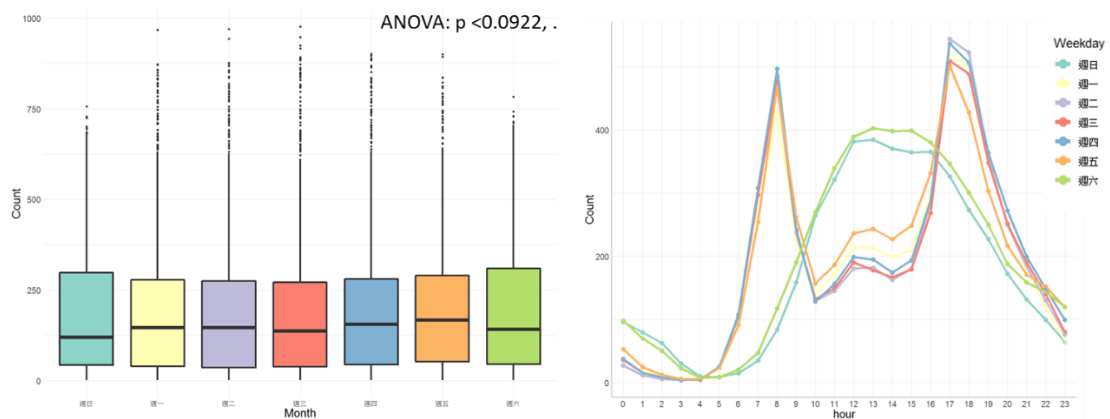 ANOVA: p <0.0922, .
Count
1000
750
500
250
0
週日 週一 週二 週三 週四 週五 週六
Month
Count
400
200
0
0 1 2 3 4 5 6 7 8 9 10 11 12 13 14 15 16 17 18 19 20 21 22 23
hour
Weekday
週日
週一
週二
週三
週四
週五
週六